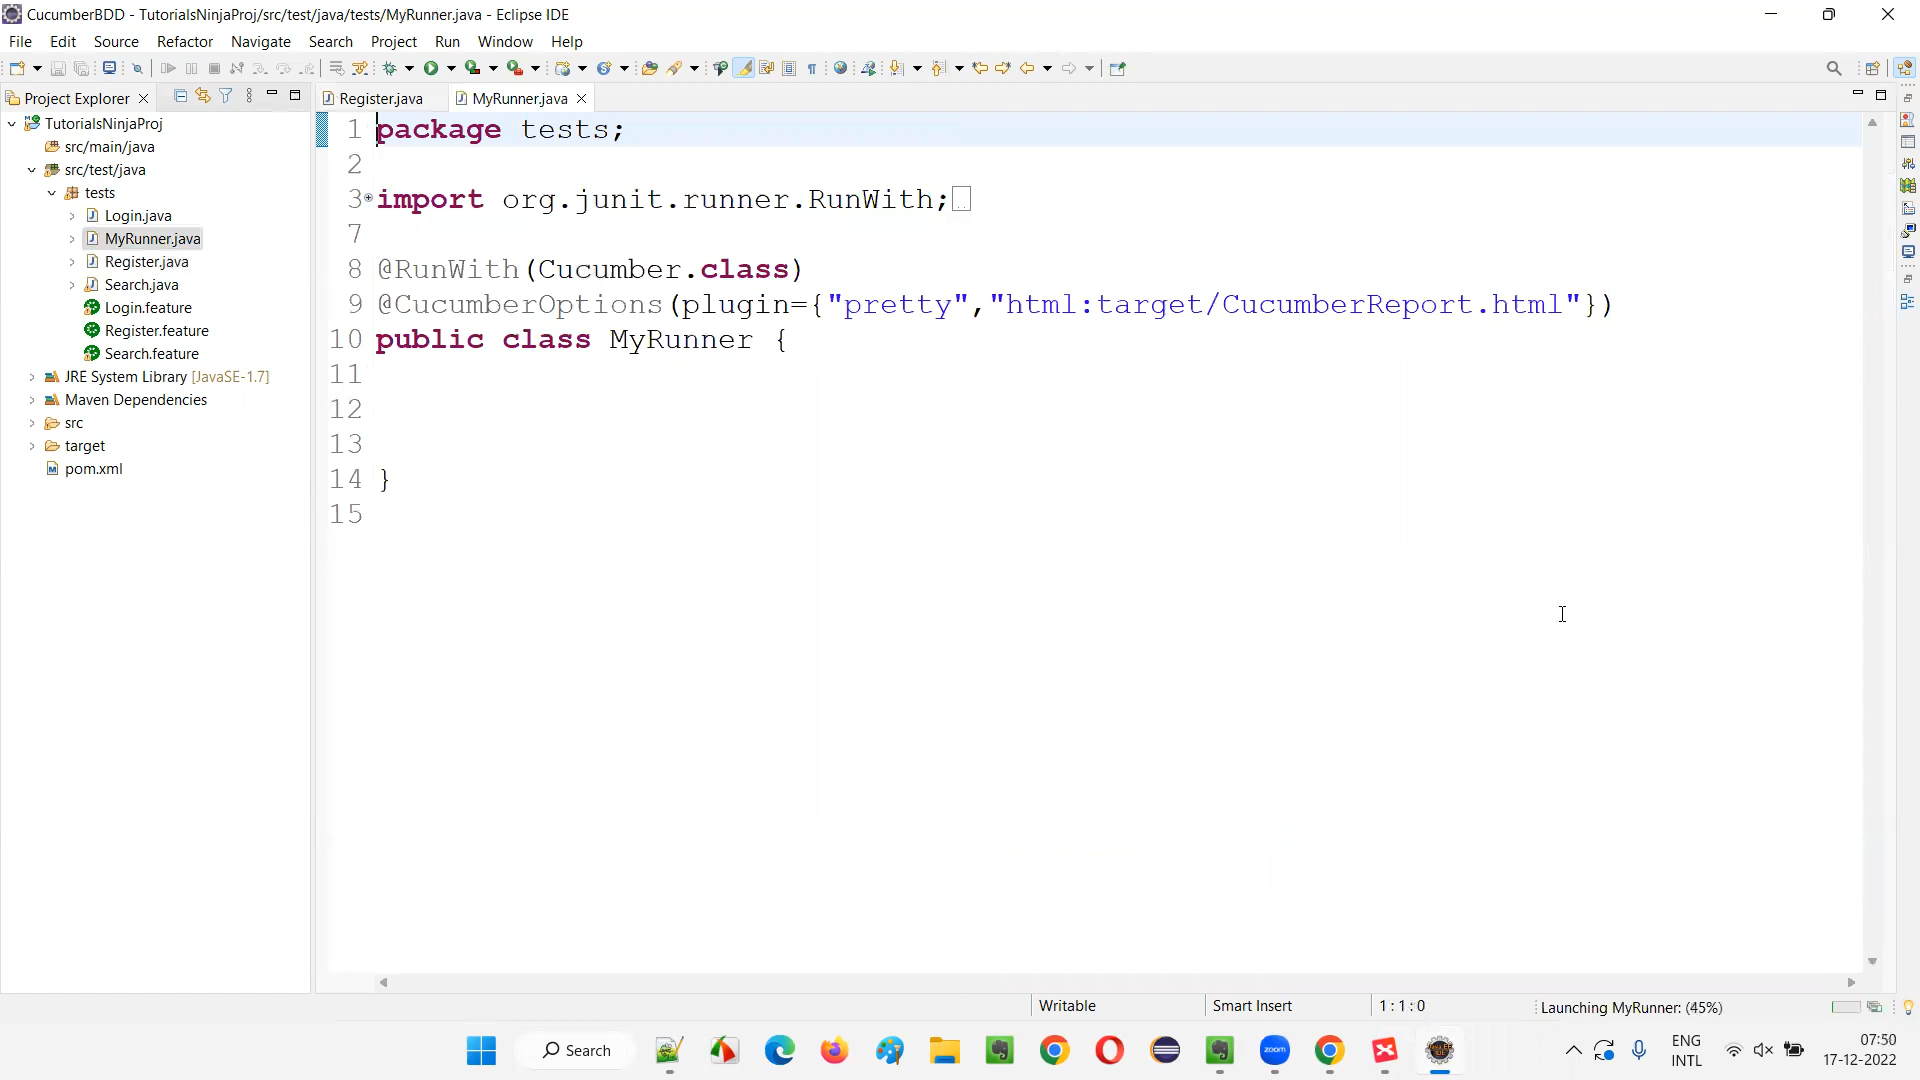 CucumberBDD - TutorialsNinjaProj/src/test/java/tests/MyRunner.java - Eclipse IDE
File Edit Source Refactor Navigate Search Project Run Window Help
Project Explorer
Register.java MyRunner.java
TutorialsNinjaProj
src/main/java
src/test/java
tests
Login.java
MyRunner.java
Register.java
Search.java
Login.feature
Register.feature
Search.feature
JRE System Library [JavaSE-1.7]
Maven Dependencies
src
target
pom.xml
1 package tests;
2
3 import org.junit.runner.RunWith;
7
8 @RunWith(Cucumber.class)
9 @CucumberOptions(plugin={"pretty","html:target/CucumberReport.html"})
10 public class MyRunner {
11
12
13
14 }
15
Writable Smart Insert 1 : 1 : 0 Launching MyRunner: (45%)
Search
zoom
ENG
INTL
07:50
17-12-2022